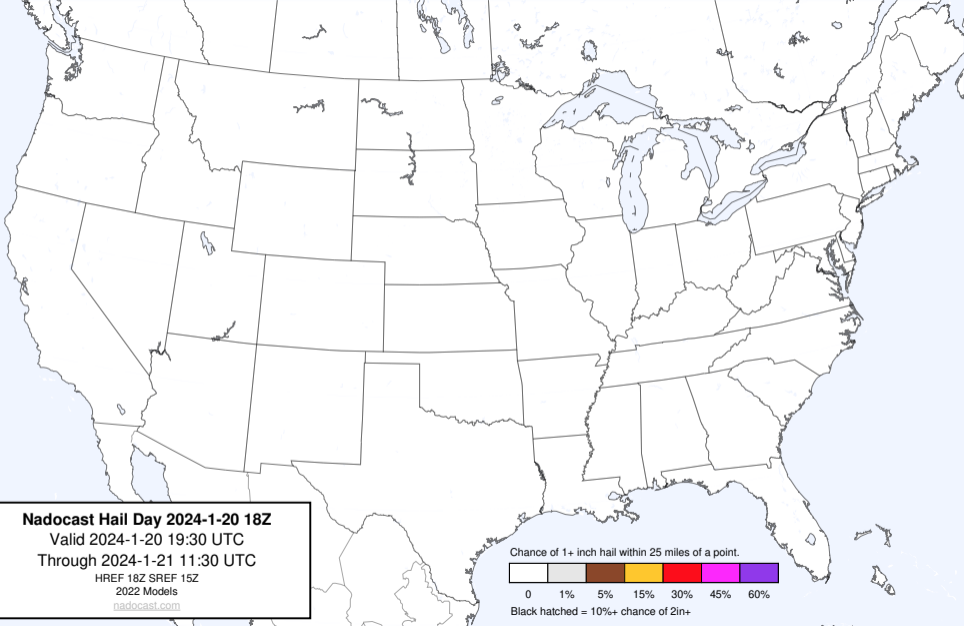 Nadocast Hail Day 2024-1-20 18Z
Valid 2024-1-20 19:30 UTC
Through 2024-1-21 11:30 UTC
HREF 18Z SREF 15Z
2022 Models
nadocast.com
Chance of 1+ inch hail within 25 miles of a point.
0 1% 5% 15% 30% 45% 60%
Black hatched = 10%+ chance of 2in+